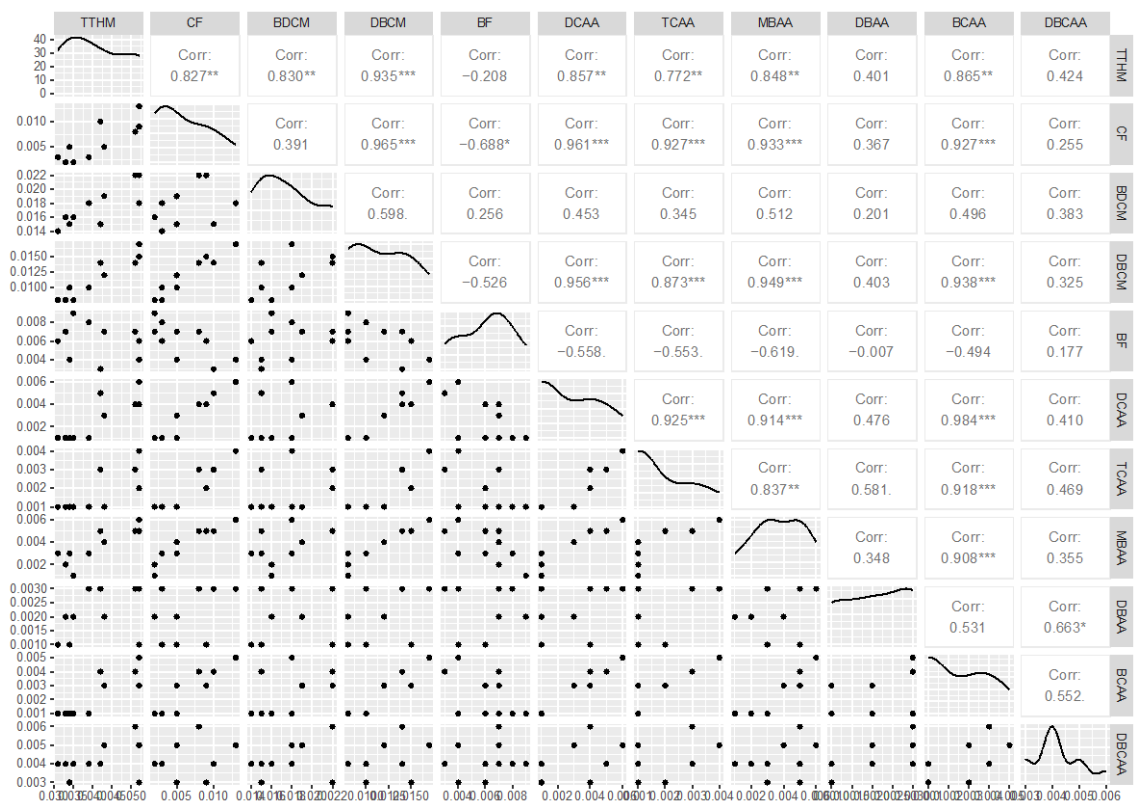 TTHM CF BDCM DBCM BF DCAA TCAA MBAA DBAA BCAA DBCAA
40
30
20
10
0
Corr: Corr: Corr: Corr: Corr: Corr: Corr: Corr: Corr: Corr:
0.827** 0.830** 0.935*** −0.208 0.857** 0.772** 0.848** 0.401 0.865** 0.424
TTHM
0.010
0.005
Corr: Corr: Corr: Corr: Corr: Corr: Corr: Corr: Corr:
0.391 0.965*** −0.688* 0.961*** 0.927*** 0.933*** 0.367 0.927*** 0.255
CF
0.022
0.020
0.018
0.016
0.014
Corr: Corr: Corr: Corr: Corr: Corr: Corr: Corr:
0.598. 0.256 0.453 0.345 0.512 0.201 0.496 0.383
BDCM
0.0150
0.0125
0.0100
Corr: Corr: Corr: Corr: Corr: Corr: Corr:
−0.526 0.956*** 0.873*** 0.949*** 0.403 0.938*** 0.325
DBCM
0.008
0.006
0.004
Corr: Corr: Corr: Corr: Corr: Corr:
−0.558. −0.553. −0.619. −0.007 −0.494 0.177
BF
0.006
0.004
0.002
Corr: Corr: Corr: Corr: Corr:
0.925*** 0.914*** 0.476 0.984*** 0.410
DCAA
0.004
0.003
0.002
0.001
Corr: Corr: Corr: Corr:
0.837** 0.581. 0.918*** 0.469
TCAA
0.006
0.004
0.002
Corr: Corr: Corr:
0.348 0.908*** 0.355
MBAA
0.0030
0.0025
0.0020
0.0015
0.0010
Corr: Corr:
0.531 0.663*
DBAA
0.005
0.004
0.003
0.002
0.001
Corr:
0.552.
BCAA
0.006
0.005
0.004
0.003
DBCAA
0.005 0.010 0.004 0.006 0.008 0.002 0.004 0.002 0.004 0.004 0.005 0.006